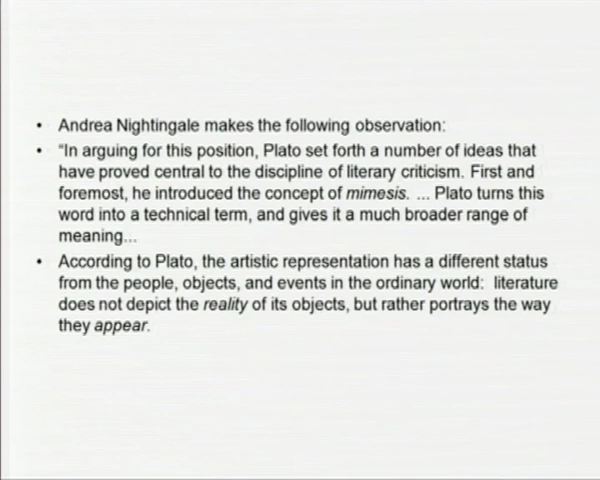 • Andrea Nightingale makes the following observation:
• “In arguing for this position, Plato set forth a number of ideas that
have proved central to the discipline of literary criticism. First and
foremost, he introduced the concept of mimesis. ... Plato turns this
word into a technical term, and gives it a much broader range of
meaning...
• According to Plato, the artistic representation has a different status
from the people, objects, and events in the ordinary world: literature
does not depict the reality of its objects, but rather portrays the way
they appear.